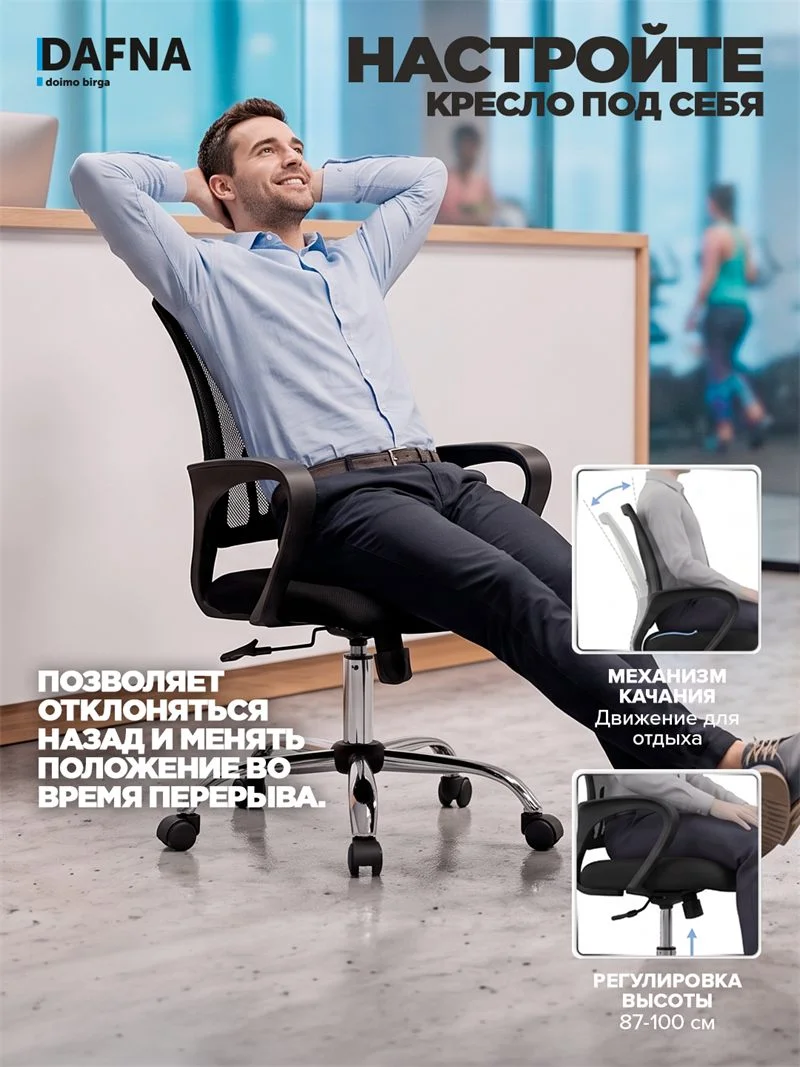 DAFNA
doimo birga
НАСТРОЙТЕ
КРЕСЛО ПОД СЕБЯ
ПОЗВОЛЯЕТ
ОТКЛОНЯТЬСЯ
НАЗАД И МЕНЯТЬ
ПОЛОЖЕНИЕ ВО
ВРЕМЯ ПЕРЕРЫВА.
МЕХАНИЗМ
КАЧАНИЯ
Движение для
отдыха
РЕГУЛИРОВКА
ВЫСОТЫ
87-100 см